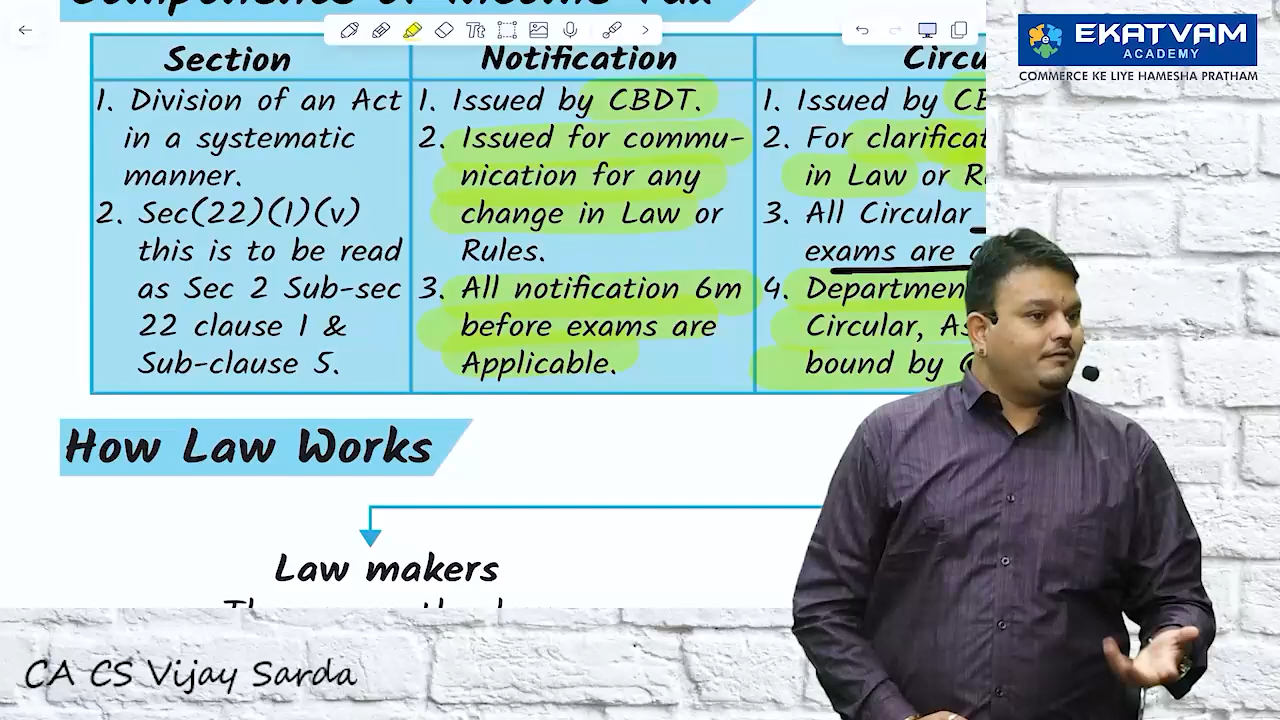 Components of Income Tax
EKATVAM
ACADEMY
COMMERCE KE LIYE HAMESHA PRATHAM
Section
1. Division of an Act
in a systematic
manner.
2. Sec(22)(1)(v)
this is to be read
as Sec 2 Sub-sec
22 clause 1 &
Sub-clause 5.
Notification
1. Issued by CBDT.
2. Issued for commu-
nication for any
change in Law or
Rules.
3. All notification 6m
before exams are
Applicable.
Circu
1. Issued by CB
2. For clarificat
in Law or R
3. All Circular
exams are
4. Departmen
Circular, As
bound by
How Law Works
Law makers
CA CS Vijay Sarda